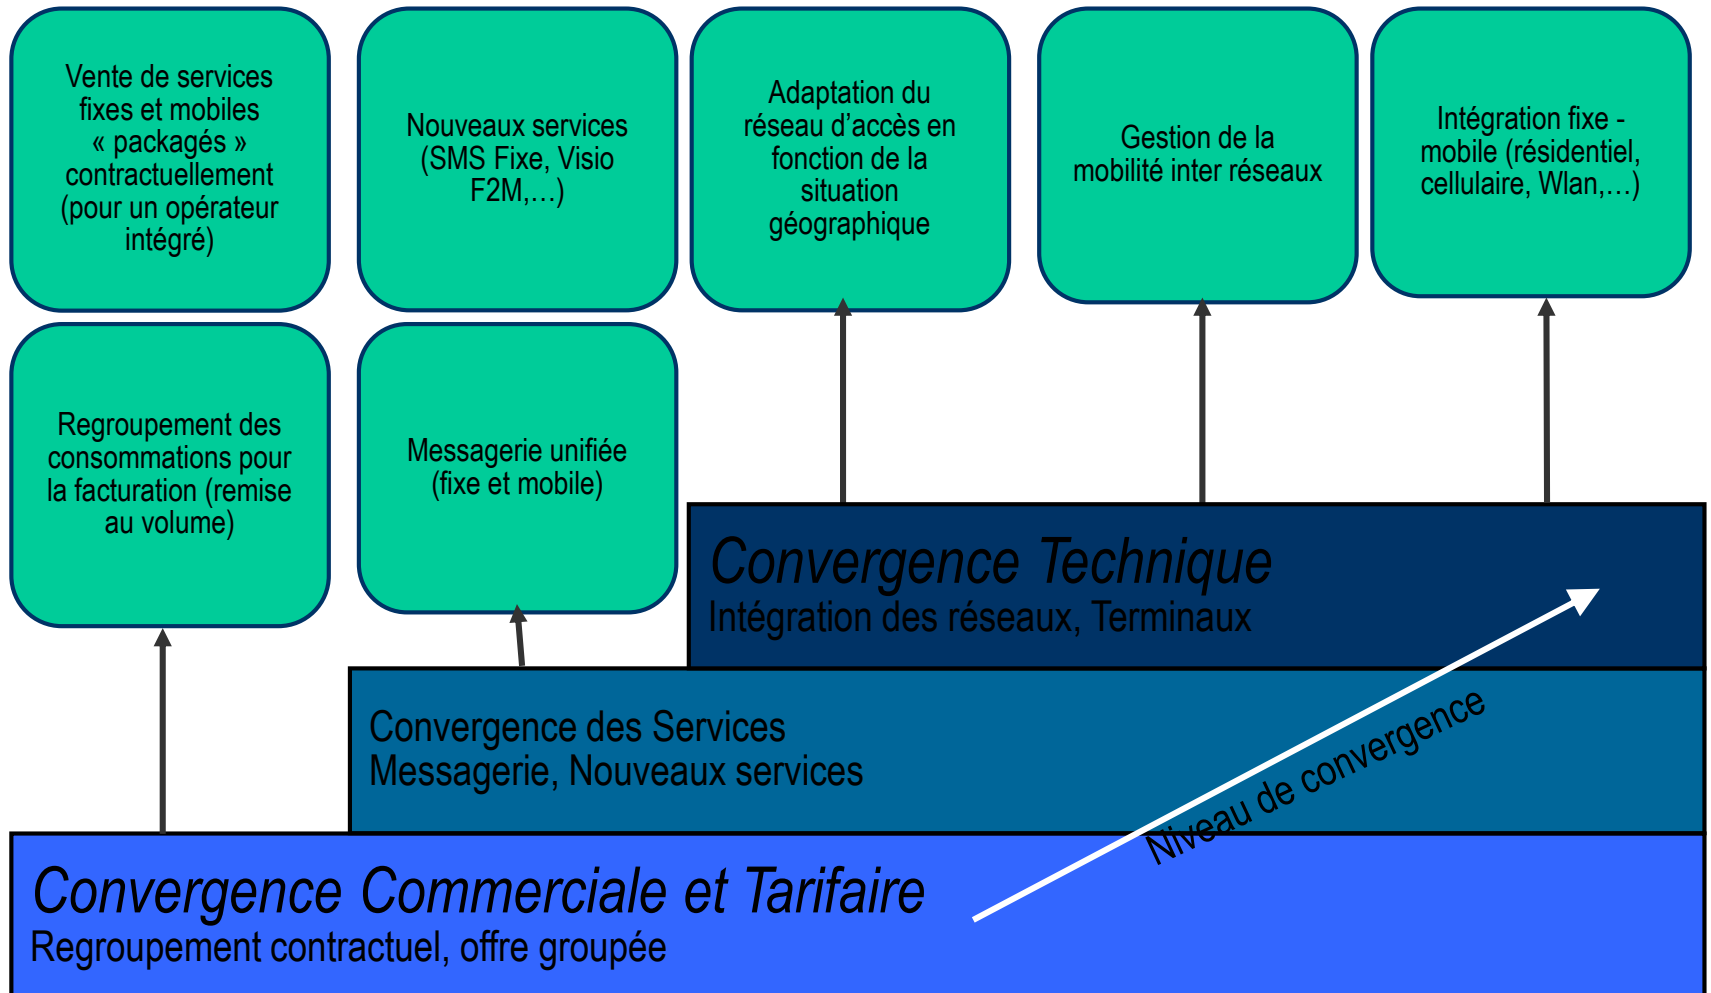 Vente de services
fixes et mobiles
« packagés »
contractuellement
(pour un opérateur
intégré)
Nouveaux services
(SMS Fixe, Visio
F2M,…)
Adaptation du
réseau d’accès en
fonction de la
situation
géographique
Gestion de la
mobilité inter réseaux
Intégration fixe -
mobile (résidentiel,
cellulaire, Wlan,…)
Regroupement des
consommations pour
la facturation (remise
au volume)
Messagerie unifiée
(fixe et mobile)
Convergence Technique
Intégration des réseaux, Terminaux
Convergence des Services
Messagerie, Nouveaux services
Niveau de convergence
Convergence Commerciale et Tarifaire
Regroupement contractuel, offre groupée